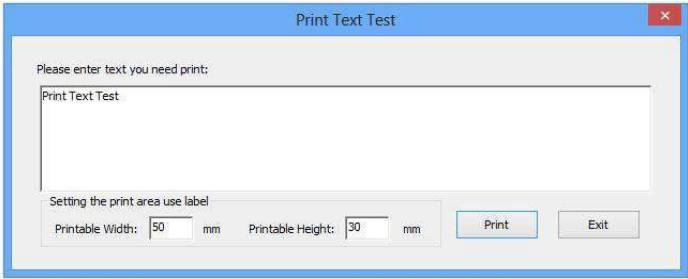 Print Text Test
Please enter text you need print:
Print Text Test
Setting the print area use label
Printable Width: 50 mm Printable Height: 30 mm Print Exit